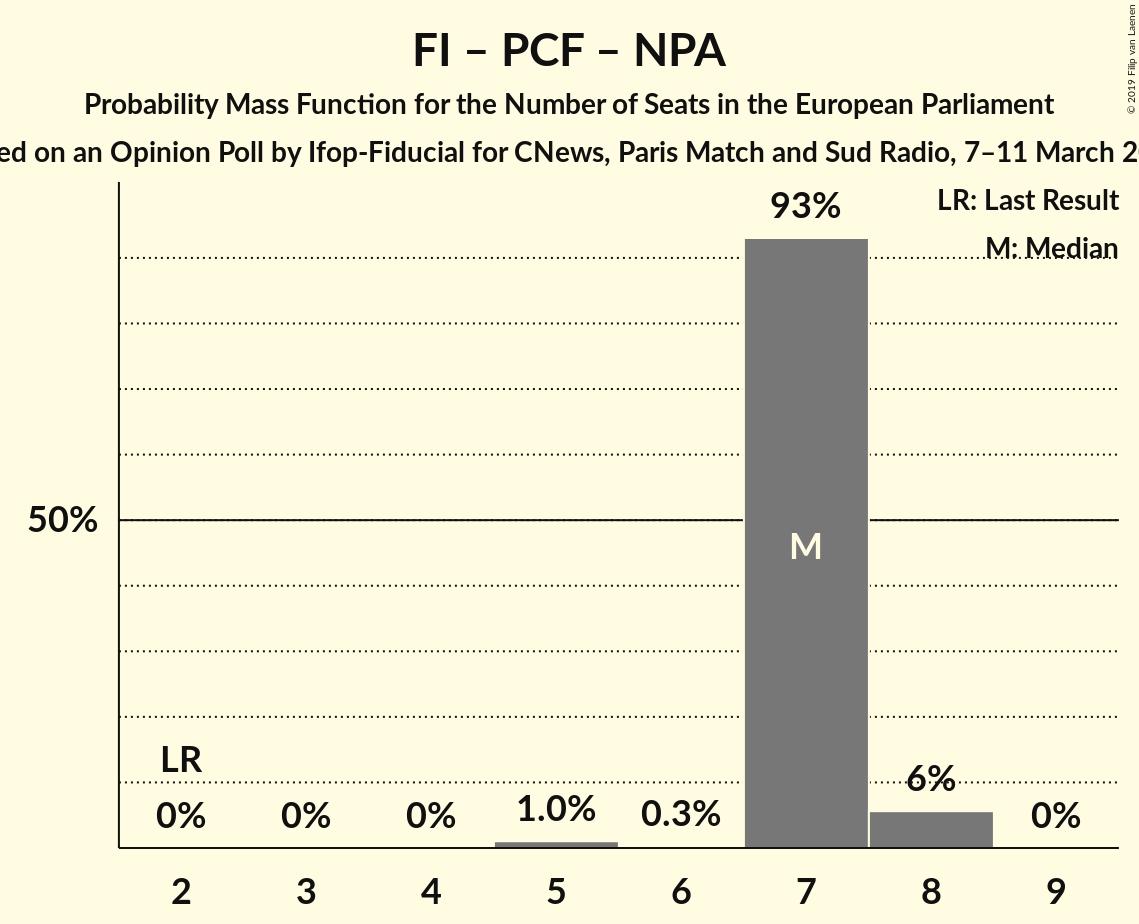 FI – PCF – NPA
Probability Mass Function for the Number of Seats in the European Parliament
on an Opinion Poll by Ifop-Fiducial for CNews, Paris Match and Sud Radio, 7–11 March
© 2019 Filip van Laenen
LR: Last Result
M: Median
93%
50%
M
LR
0%
0%
0%
1.0%
0.3%
6%
0%
2
3
4
5
6
7
8
9